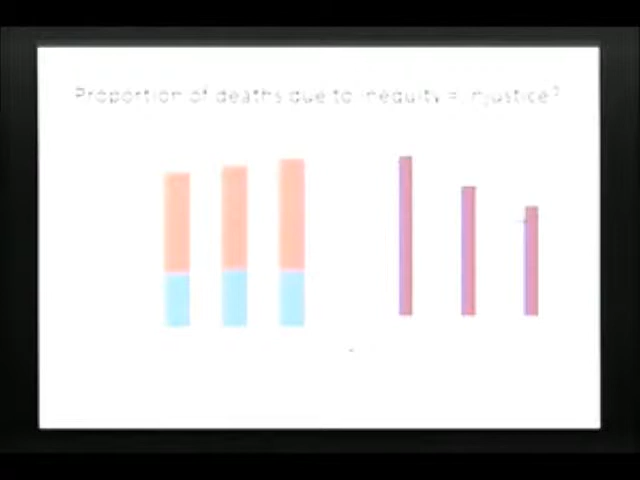 Proportion of deaths due to inequity = injustice?